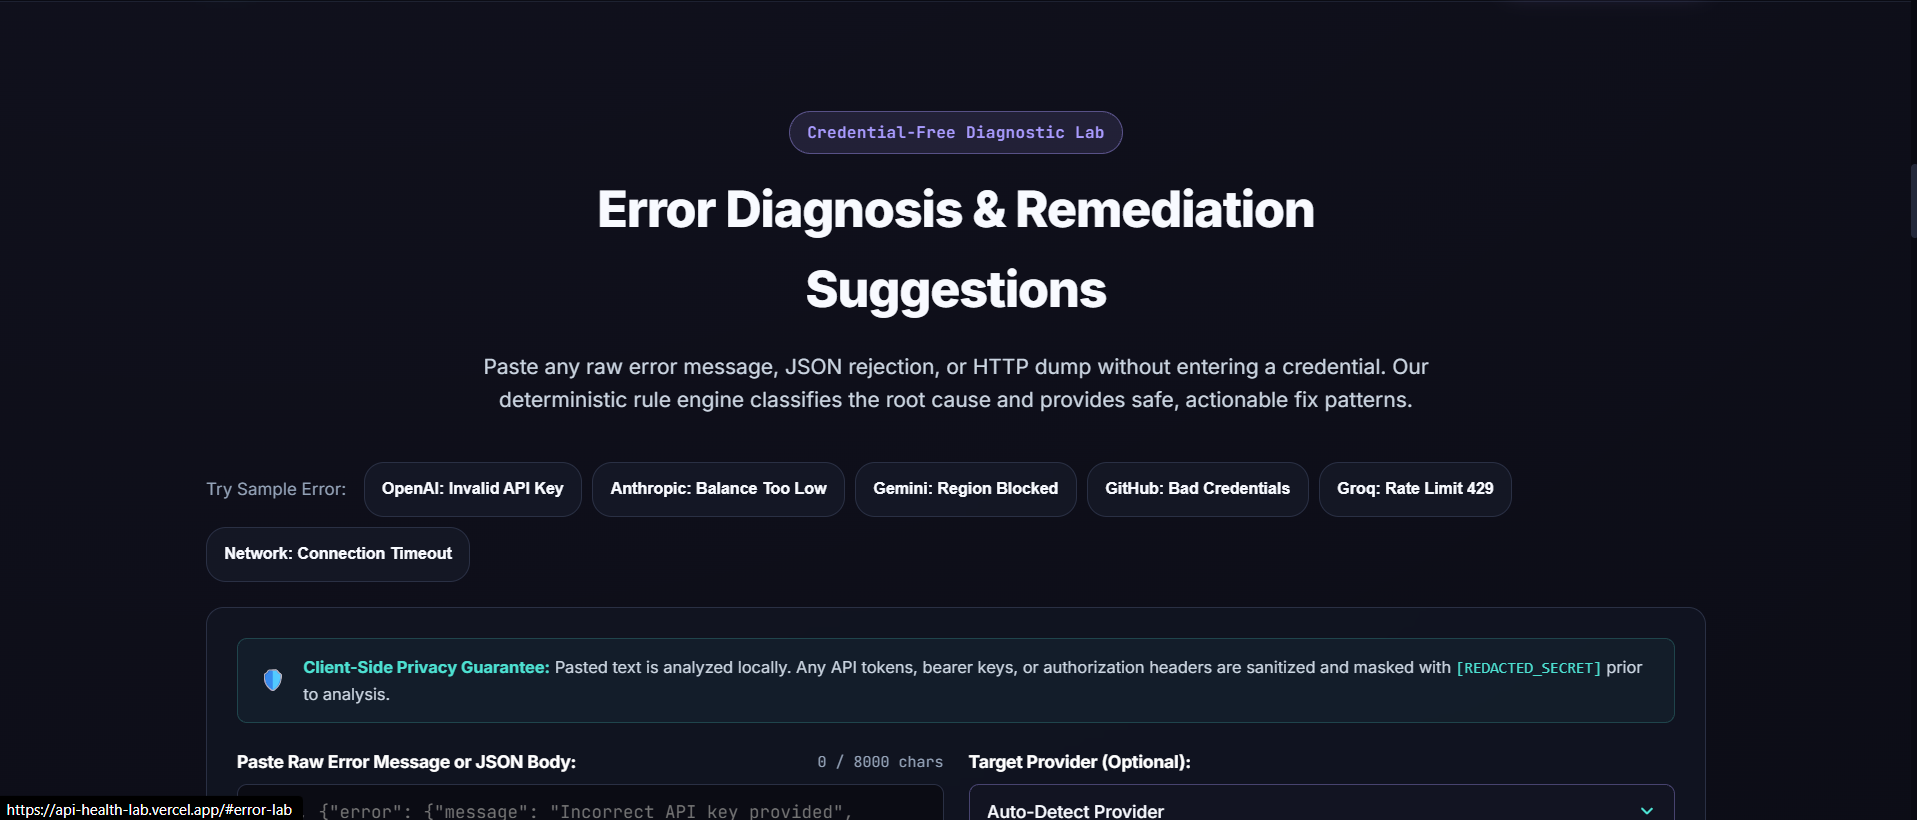 Credential-Free Diagnostic Lab
Error Diagnosis & Remediation
Suggestions
Paste any raw error message, JSON rejection, or HTTP dump without entering a credential. Our
deterministic rule engine classifies the root cause and provides safe, actionable fix patterns.
Try Sample Error:
OpenAI: Invalid API Key
Anthropic: Balance Too Low
Gemini: Region Blocked
GitHub: Bad Credentials
Groq: Rate Limit 429
Network: Connection Timeout
Client-Side Privacy Guarantee: Pasted text is analyzed locally. Any API tokens, bearer keys, or authorization headers are sanitized and masked with [REDACTED_SECRET] prior
to analysis.
Paste Raw Error Message or JSON Body:
0 / 8000 chars
{"error": {"message": "Incorrect API key provided",
Target Provider (Optional):
Auto-Detect Provider
https://api-health-lab.vercel.app/#error-lab